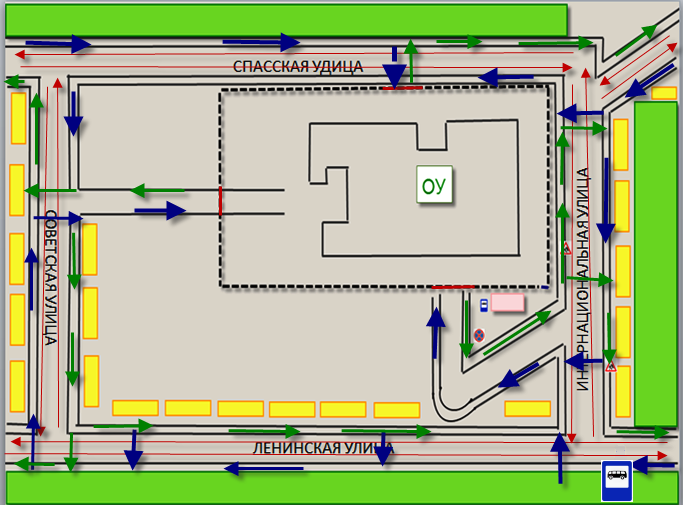 СПАССКАЯ УДИЦА
ОУ
СОВЕТСКАЯ УЛИЦА
ИНТЕРНАЦИОНАЛЬНАЯ УЛИЦА
ЛЕНИНСКАЯ УЛИЦА